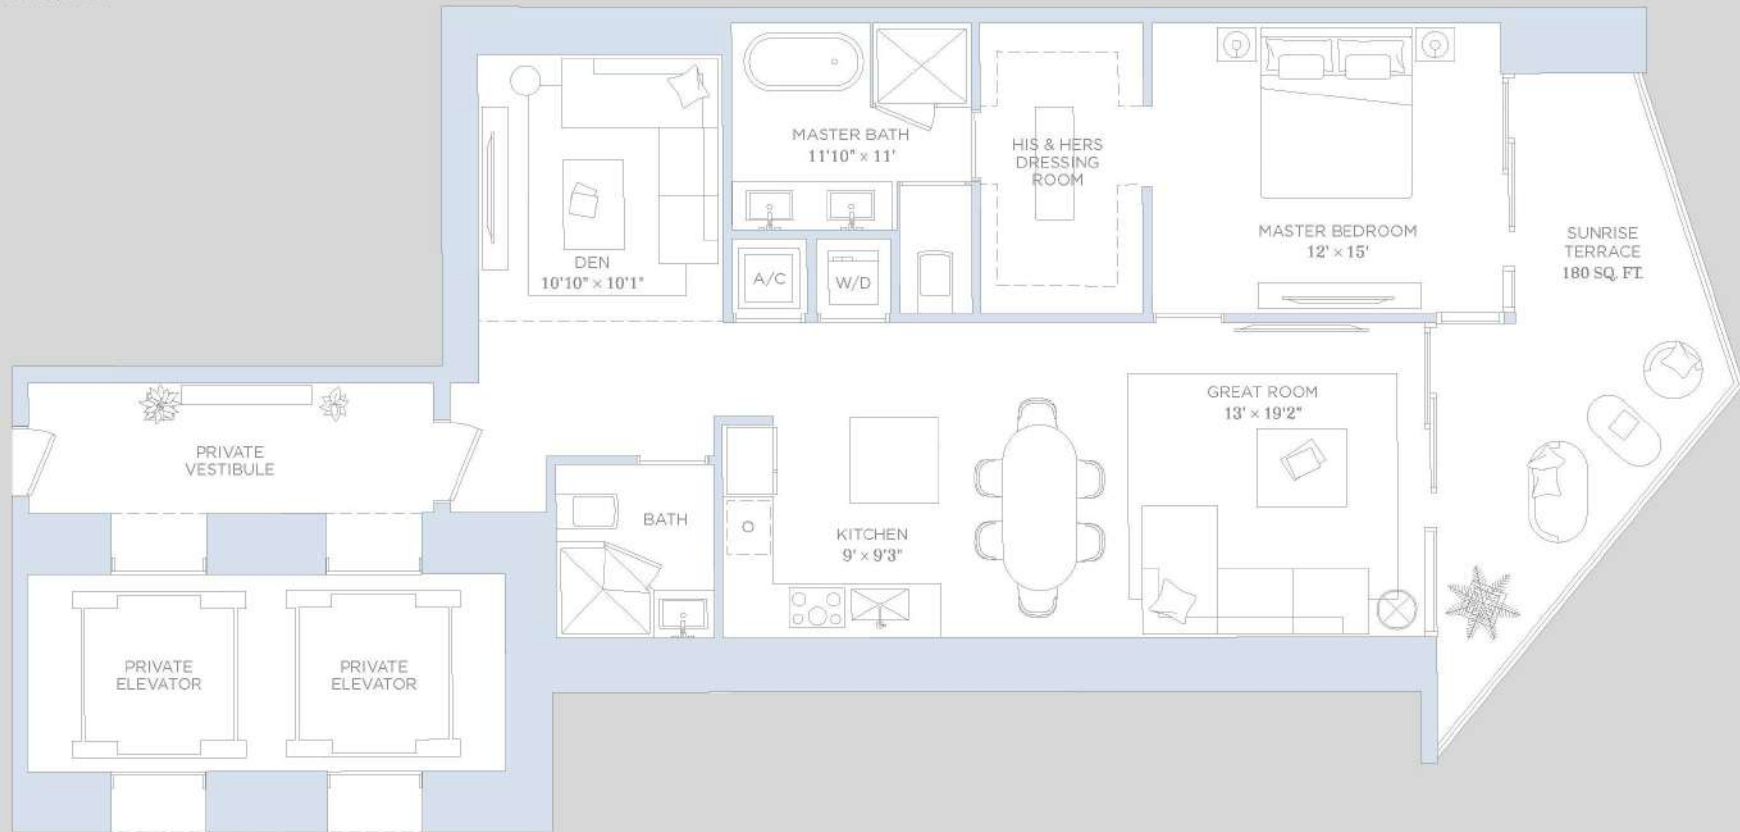 MASTER BATH
11'10" × 11'
HIS & HERS
DRESSING
ROOM
MASTER BEDROOM
12' × 15'
SUNRISE
TERRACE
180 SQ. FT.
DEN
10'10" × 10'1"
A/C
W/D
GREAT ROOM
13' × 19'2"
PRIVATE
VESTIBULE
BATH
KITCHEN
9' × 9'3"
PRIVATE
ELEVATOR
PRIVATE
ELEVATOR